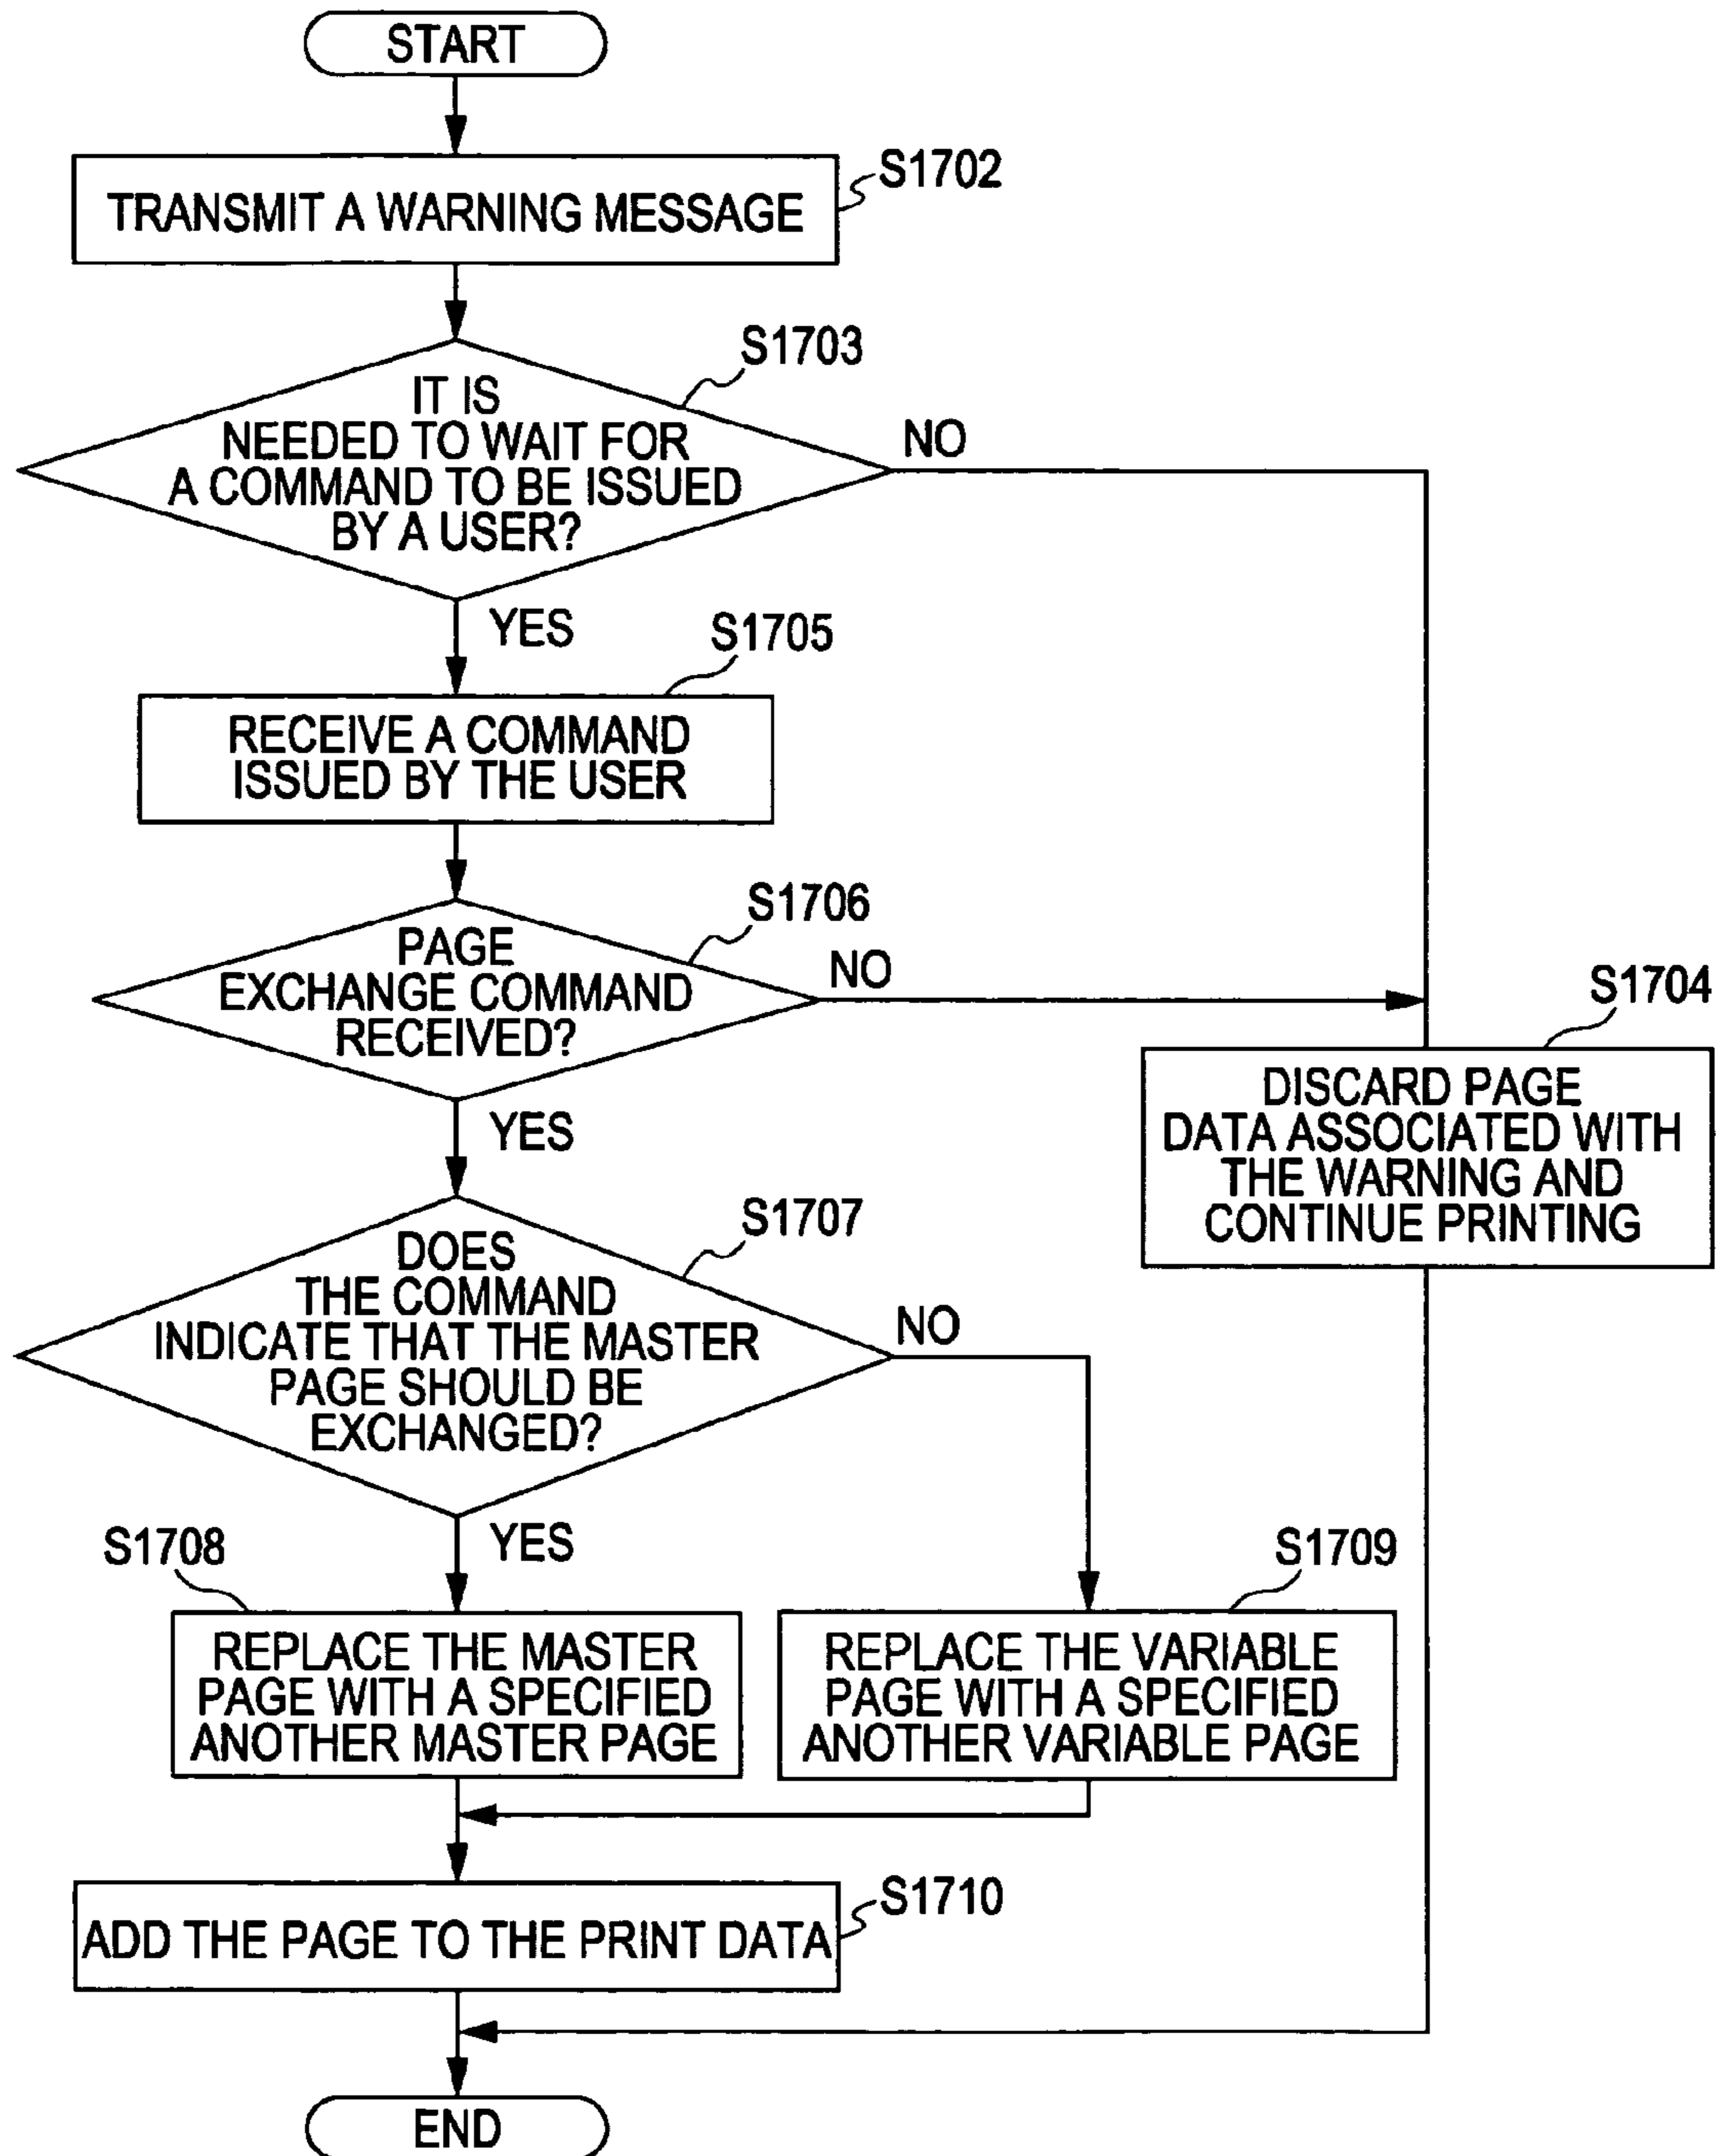 START
TRANSMIT A WARNING MESSAGE
S1702
S1703
IT IS
NEEDED TO WAIT FOR
A COMMAND TO BE ISSUED
BY A USER?
NO
YES
S1705
RECEIVE A COMMAND
ISSUED BY THE USER
S1706
PAGE
EXCHANGE COMMAND
RECEIVED?
NO
YES
S1704
DISCARD PAGE
DATA ASSOCIATED WITH
THE WARNING AND
CONTINUE PRINTING
S1707
DOES
THE COMMAND
INDICATE THAT THE MASTER
PAGE SHOULD BE
EXCHANGED?
NO
YES
S1708
REPLACE THE MASTER
PAGE WITH A SPECIFIED
ANOTHER MASTER PAGE
S1709
REPLACE THE VARIABLE
PAGE WITH A SPECIFIED
ANOTHER VARIABLE PAGE
S1710
ADD THE PAGE TO THE PRINT DATA
END